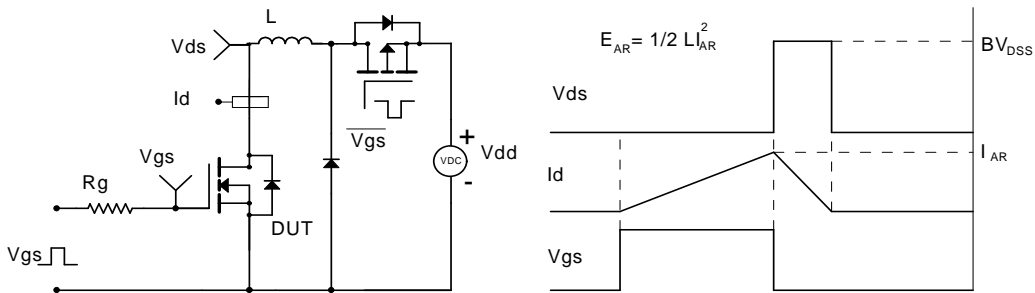 L
Vds
E_AR = 1/2 LI_AR^2
BV_DSS
Vds
Id
Vgs
+
VDC
-
Vdd
I_AR
Vgs
Id
Rg
DUT
Vgs
Vgs